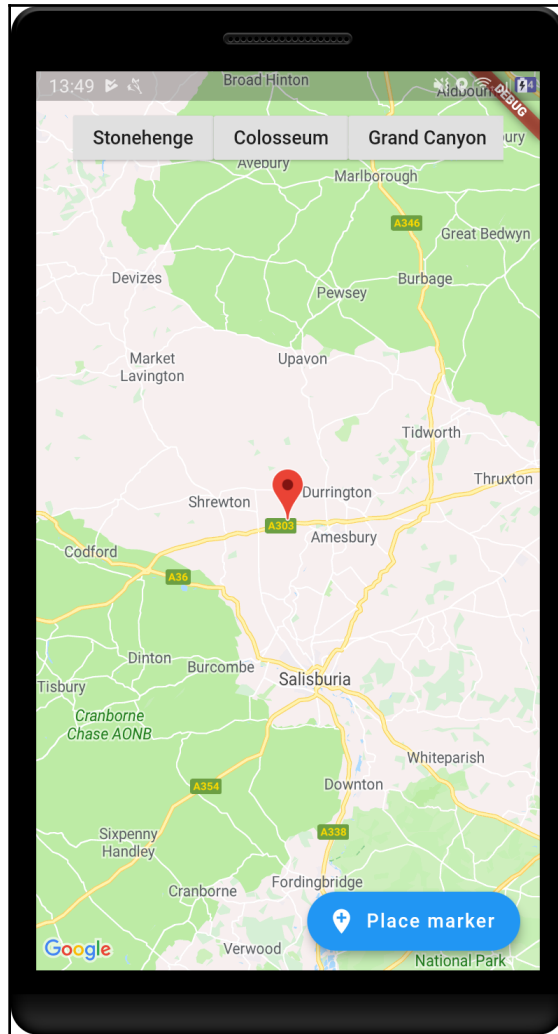 13:49
Broad Hinton
DEBUG
Stonehenge Colosseum Grand Canyon
Avebury
Marlborough
A346
Great Bedwyn
Devizes
Burbage
Pewsey
Market
Lavington
Upavon
Tidworth
Thruxton
Durrington
Shrewton
A303
Amesbury
Codford
A36
Dinton
Burcombe
Salisburia
Tisbury
Cranborne
Chase AONB
Whiteparish
A354
Downton
A338
Sixpenny
Handley
Fordingbridge
Cranborne
Place marker
Google
Verwood
National Park